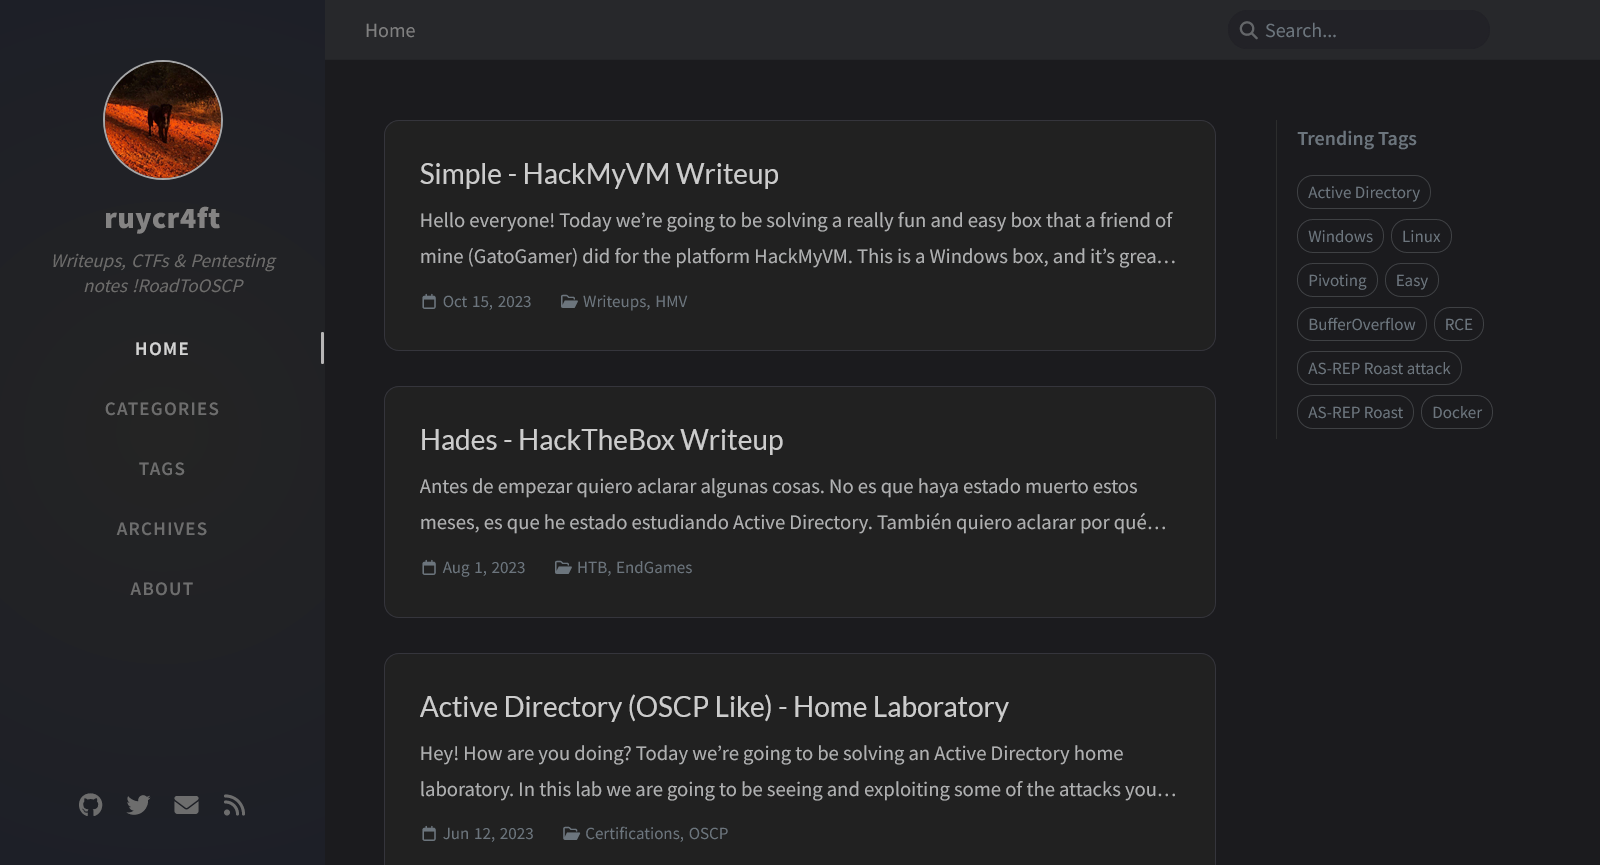 ruycr4ft
Writeups, CTFs & Pentesting
notes !RoadToOSCP
HOME
CATEGORIES
TAGS
ARCHIVES
ABOUT
Home
Search...
Simple - HackMyVM Writeup
Hello everyone! Today we’re going to be solving a really fun and easy box that a friend of
mine (GatoGamer) did for the platform HackMyVM. This is a Windows box, and it’s grea…
Oct 15, 2023 Writeups, HMV
Hades - HackTheBox Writeup
Antes de empezar quiero aclarar algunas cosas. No es que haya estado muerto estos
meses, es que he estado estudiando Active Directory. También quiero aclarar por qué…
Aug 1, 2023 HTB, EndGames
Active Directory (OSCP Like) - Home Laboratory
Hey! How are you doing? Today we’re going to be solving an Active Directory home
laboratory. In this lab we are going to be seeing and exploiting some of the attacks you…
Jun 12, 2023 Certifications, OSCP
Trending Tags
Active Directory
Windows Linux
Pivoting Easy
BufferOverflow RCE
AS-REP Roast attack
AS-REP Roast Docker